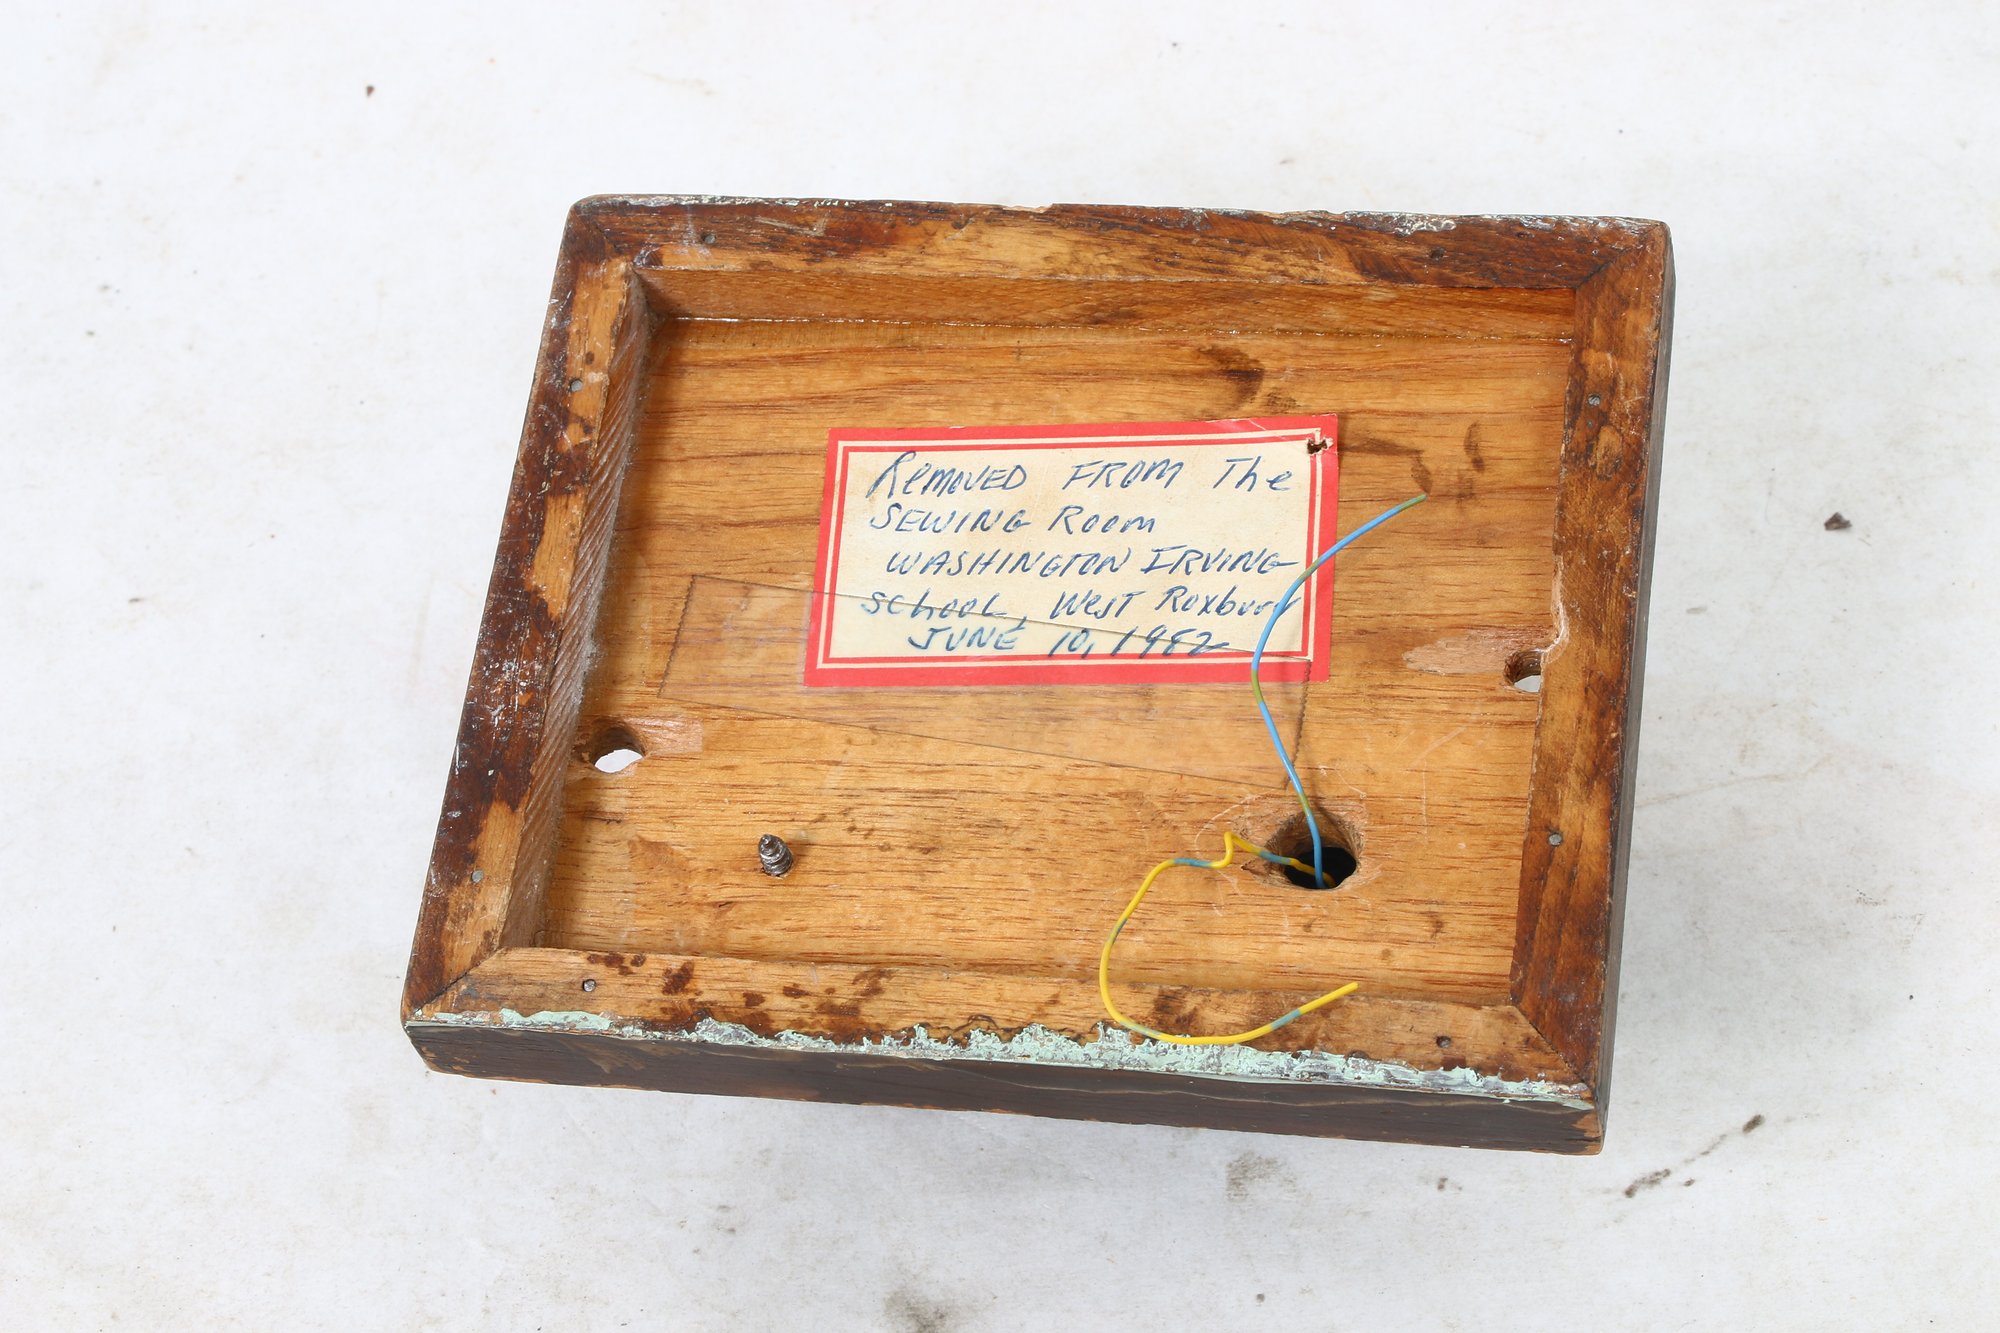 Removed From The
Sewing Room
Washington Irving
School, West Roxbury
June 10, 1982